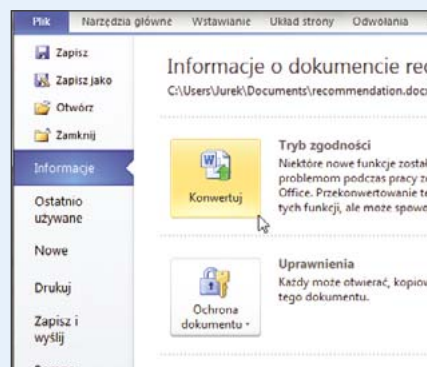 Plik Narzędzia główne Wstawianie Układ strony Odwołania
Zapisz
Zapisz jako
Otwórz
Zamknij
Informacje
Ostatnio
używane
Nowe
Drukuj
Zapisz i
wyślij
Informacje o dokumencie rec
C:\Users\Jurek\Documents\recommendation.doc
Konwertuj
Tryb zgodności
Niektóre nowe funkcje został
problemom podczas pracy z
Office. Przekonwertowanie te
tych funkcji, ale może spowo
Ochrona
dokumentu
Uprawnienia
Każdy może otwierać, kopiow
tego dokumentu.